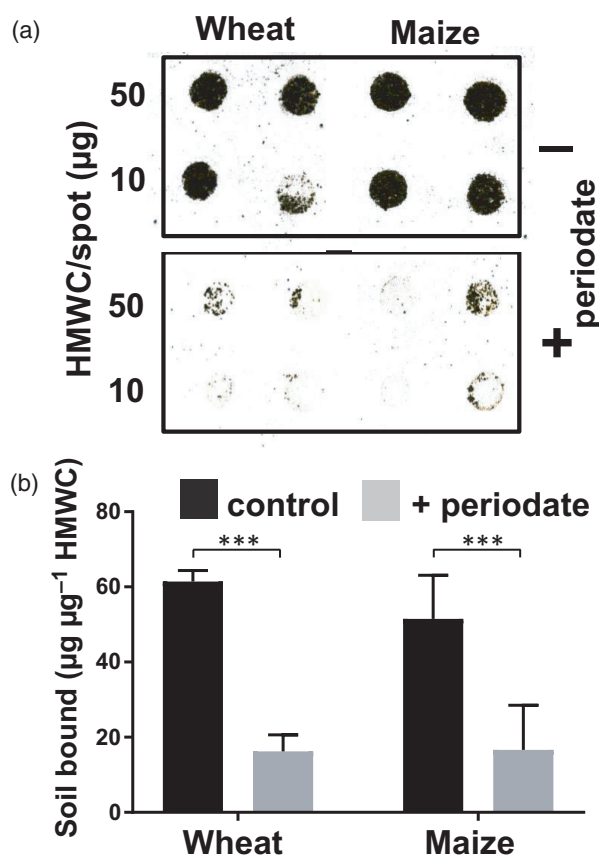 (a)
Wheat Maize
HMWC/spot (µg)
50
10
−
50
10
+ periodate
(b)
control + periodate
*** ***
Soil bound (µg µg⁻¹ HMWC)
80
60
40
20
0
Wheat Maize